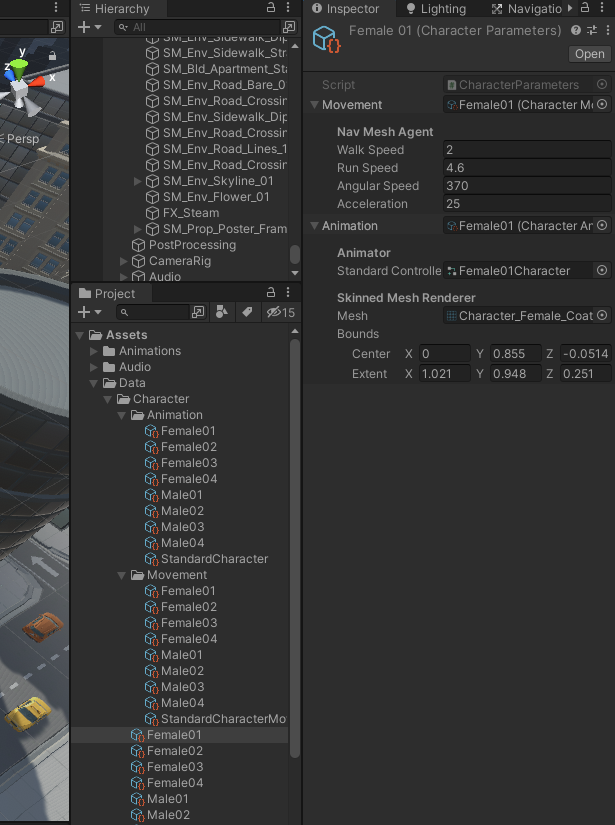 y
z
x
Persp
Hierarchy
All
SM_Env_Sidewalk_Dip
SM_Env_Sidewalk_Stra
SM_Bld_Apartment_Sta
SM_Env_Road_Bare_0
SM_Env_Road_Crossin
SM_Env_Sidewalk_Dip
SM_Env_Road_Crossin
SM_Env_Road_Lines_1
SM_Env_Road_Crossin
SM_Env_Skyline_01
SM_Env_Flower_01
FX_Steam
SM_Prop_Poster_Fram
PostProcessing
CameraRig
Audio
Project
15
Assets
Animations
Audio
Data
Character
Animation
Female01
Female02
Female03
Female04
Male01
Male02
Male03
Male04
StandardCharacter
Movement
Female01
Female02
Female03
Female04
Male01
Male02
Male03
Male04
StandardCharacterMo
Female01
Female02
Female03
Female04
Male01
Male02
Inspector Lighting Navigatio
Female 01 (Character Parameters)
Open
Script CharacterParameters
Movement Female01 (Character Mo
Nav Mesh Agent
Walk Speed 2
Run Speed 4.6
Angular Speed 370
Acceleration 25
Animation Female01 (Character An
Animator
Standard Controlle Female01Character
Skinned Mesh Renderer
Mesh Character_Female_Coat
Bounds
Center X 0 Y 0.855 Z -0.0514
Extent X 1.021 Y 0.948 Z 0.251